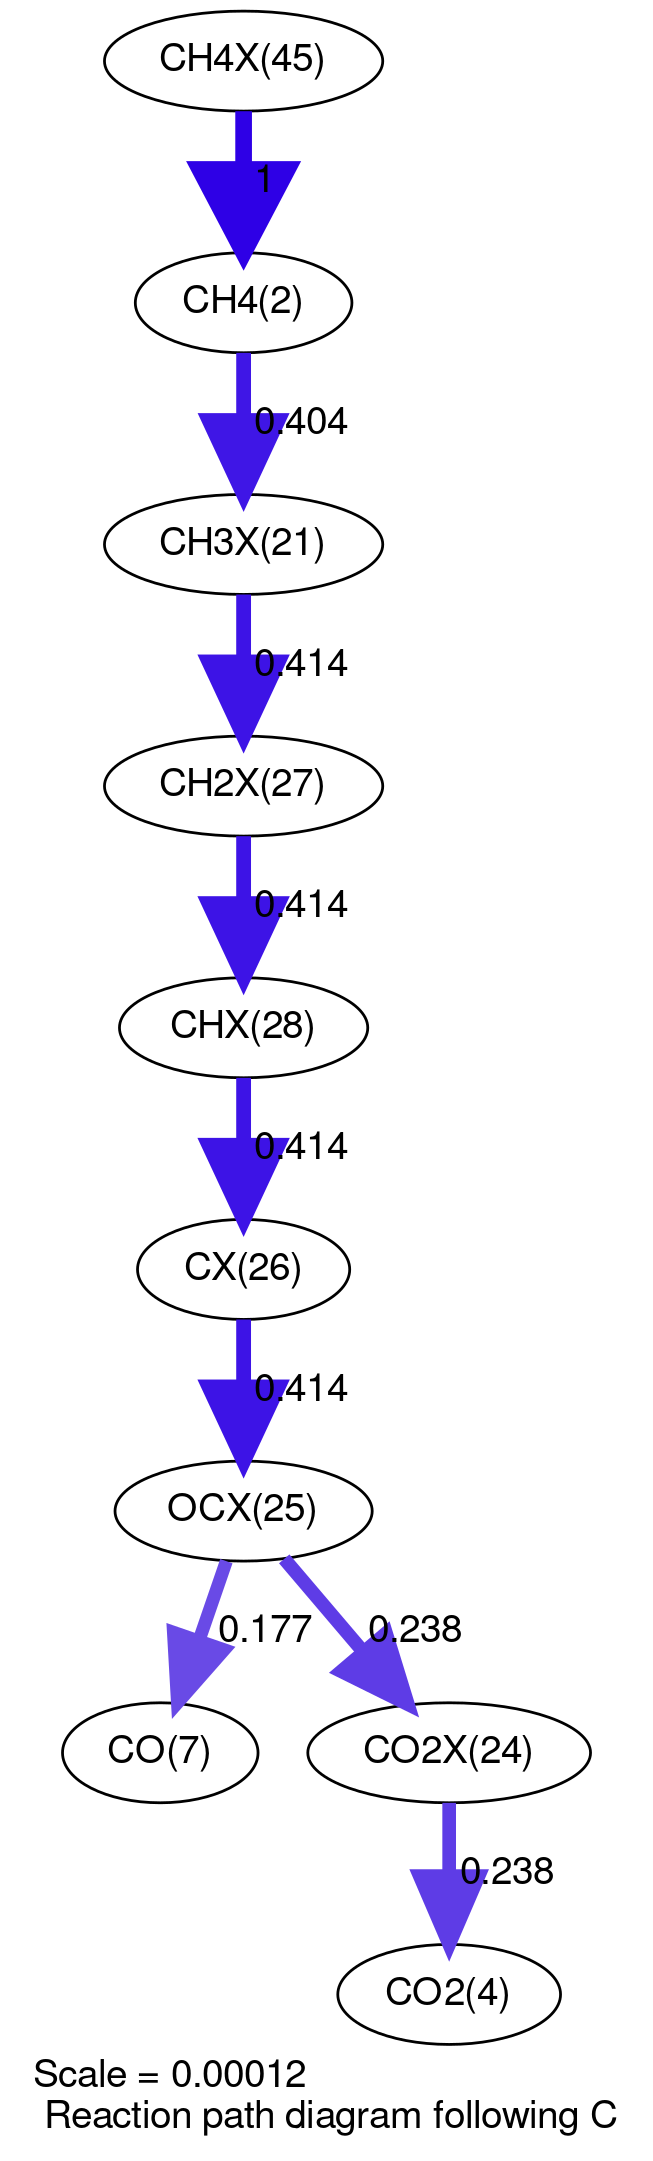 CH4X(45)
1
CH4(2)
0.404
CH3X(21)
0.414
CH2X(27)
0.414
CHX(28)
0.414
CX(26)
0.414
OCX(25)
0.177
0.238
CO(7)
CO2X(24)
0.238
CO2(4)
Scale = 0.00012
Reaction path diagram following C